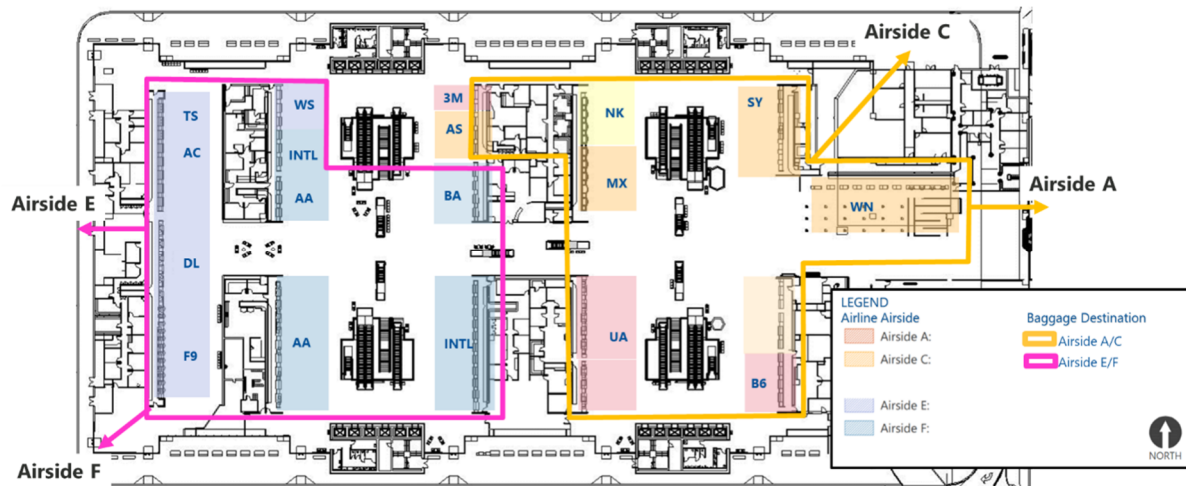 Airside C
TS
WS
3M
AS
NK
SY
AC
INTL
MX
Airside A
AA
BA
WN
Airside E
DL
F9
AA
INTL
UA
B6
Airside F
LEGEND
Airline Airside
Airside A:
Airside C:
Airside E:
Airside F:
Baggage Destination
Airside A/C
Airside E/F
NORTH